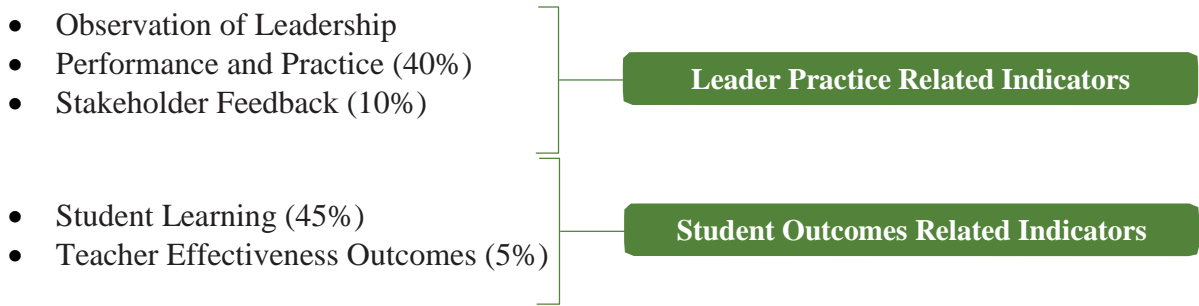 • Observation of Leadership
• Performance and Practice (40%)
• Stakeholder Feedback (10%)
Leader Practice Related Indicators
• Student Learning (45%)
• Teacher Effectiveness Outcomes (5%)
Student Outcomes Related Indicators